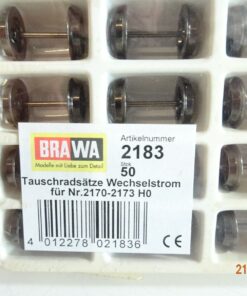 BRAWA
Modelle mit Liebe zum Detail
Artikelnummer
2183
Stck
50
Tauschradsätze Wechselstrom
für Nr.2170-2173 H0
4 012278 021836
CE
21